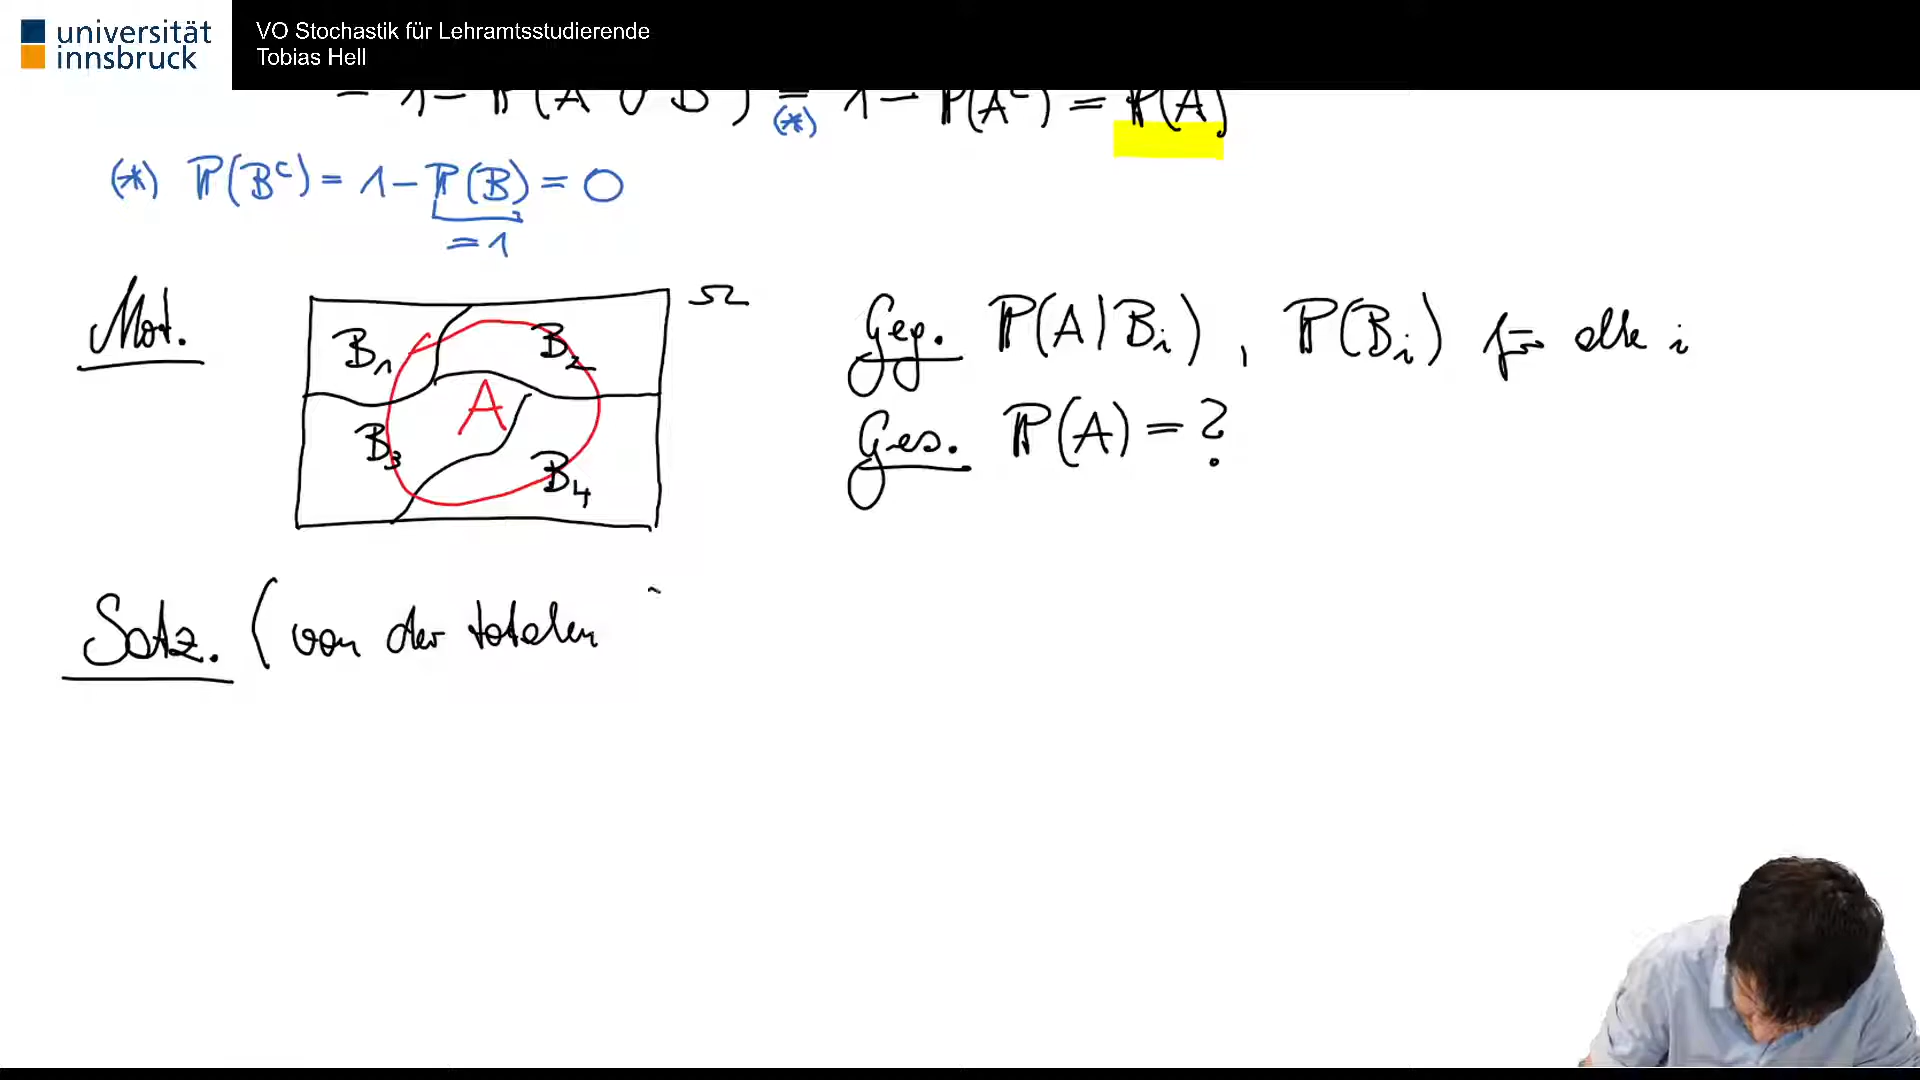 universität
innsbruck
VO Stochastik für Lehramtsstudierende
Tobias Hell
= 1 - P(A^c ∪ B^c) = 1 - P(A^c) = P(A)
(*)
(*) P(B^c) = 1 - P(B) = 0
= 1
Mot.
Ω
B₁ B₂
A
B₃ B₄
Geg. P(A|Bᵢ), P(Bᵢ) für alle i
Ges. P(A) = ?
Satz. (von der totalen